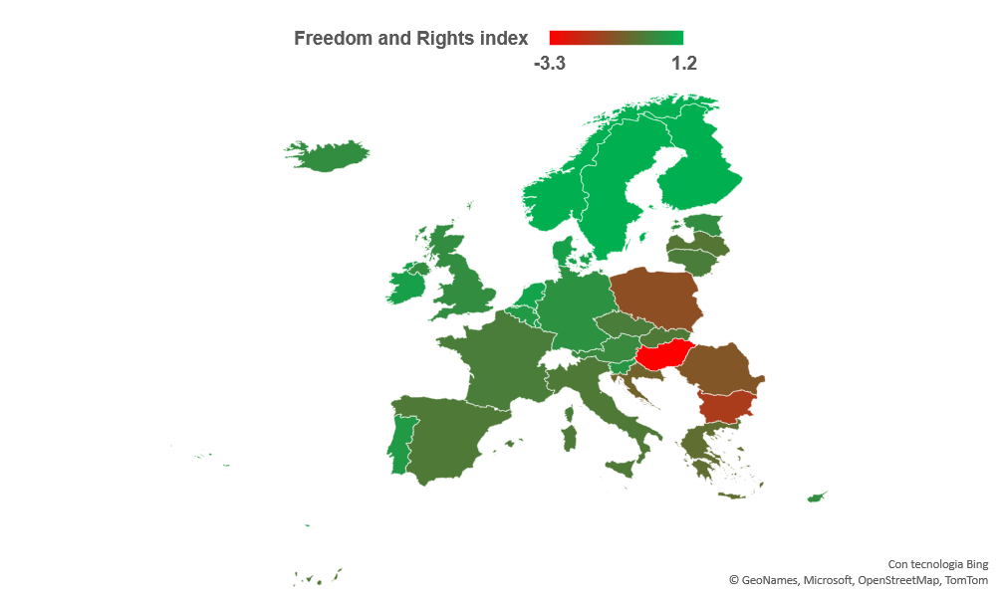 Freedom and Rights index
-3.3 1.2
Con tecnologia Bing
© GeoNames, Microsoft, OpenStreetMap, TomTom